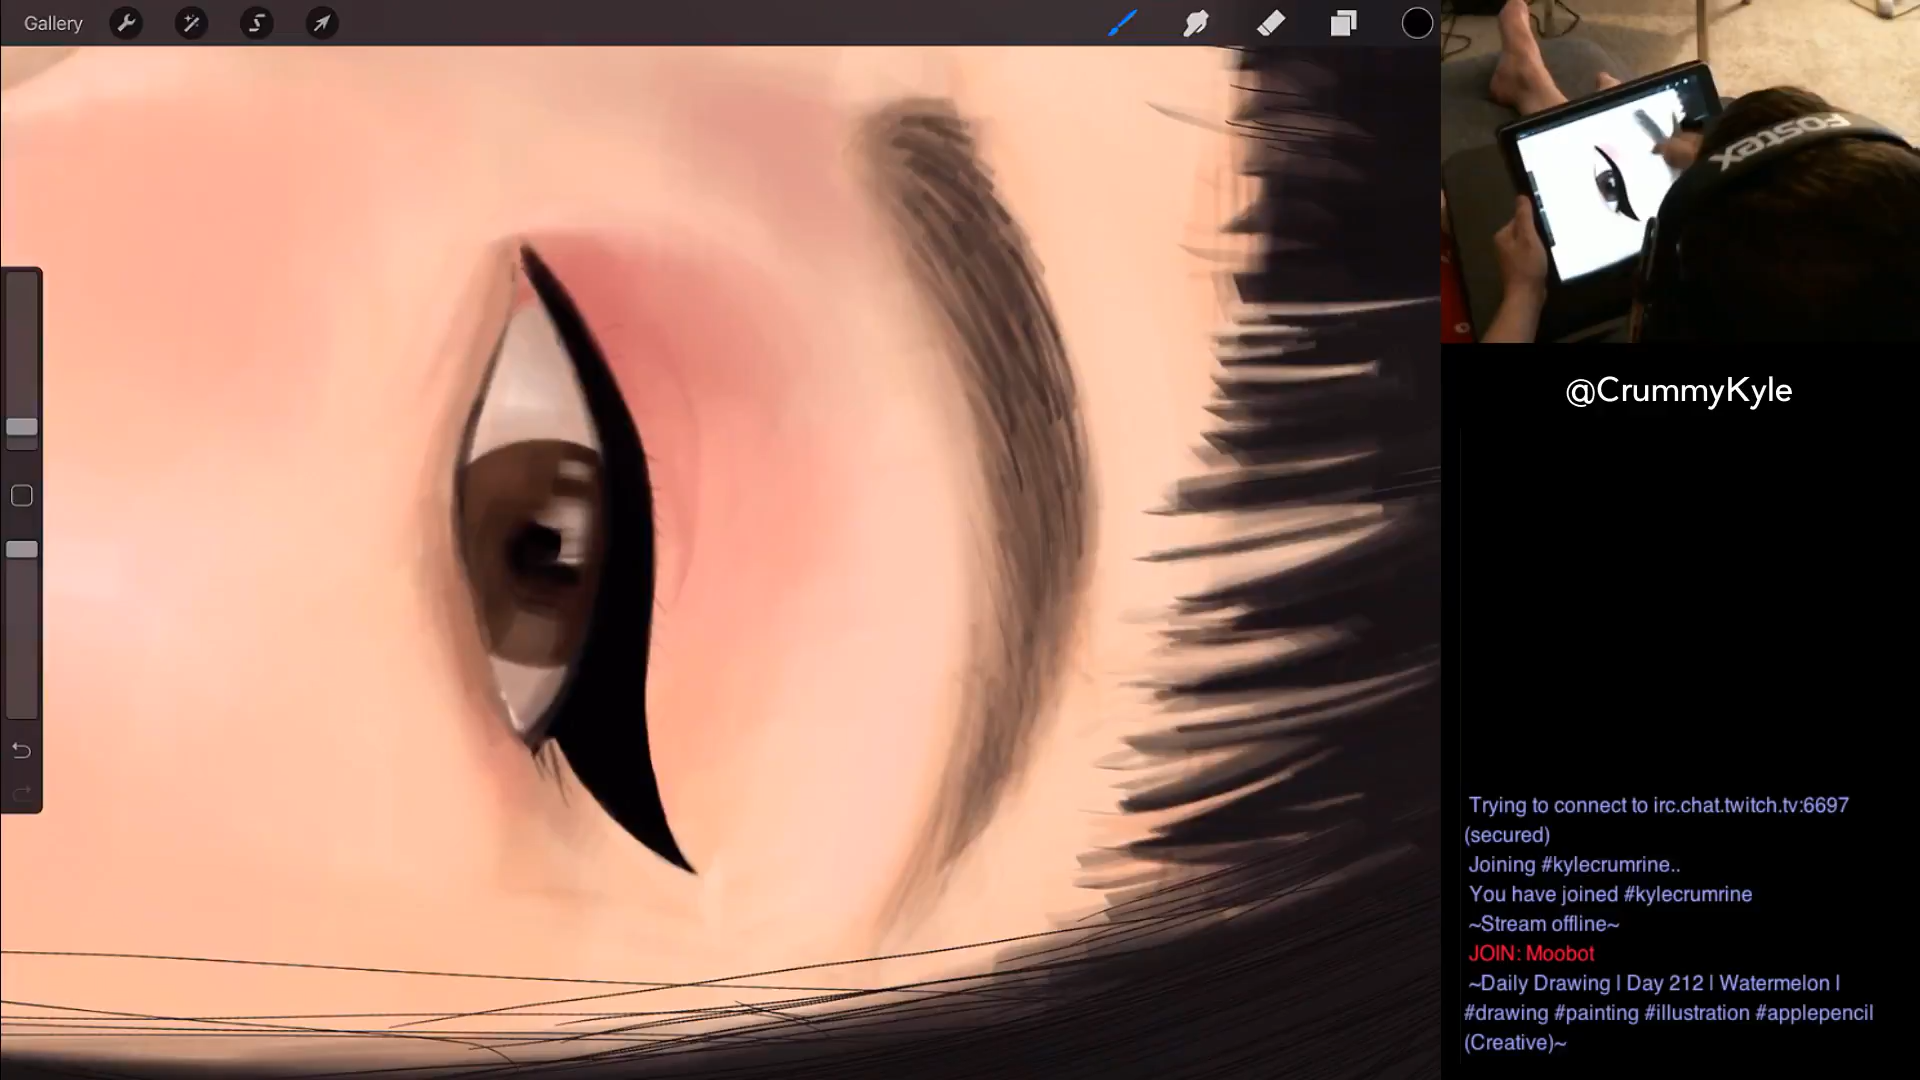 Gallery
Fostex
@CrummyKyle
Trying to connect to irc.chat.twitch.tv:6697
(secured)
Joining #kylecrumrine..
You have joined #kylecrumrine
~Stream offline~
JOIN: Moobot
~Daily Drawing | Day 212 | Watermelon |
#drawing #painting #illustration #applepencil
(Creative)~